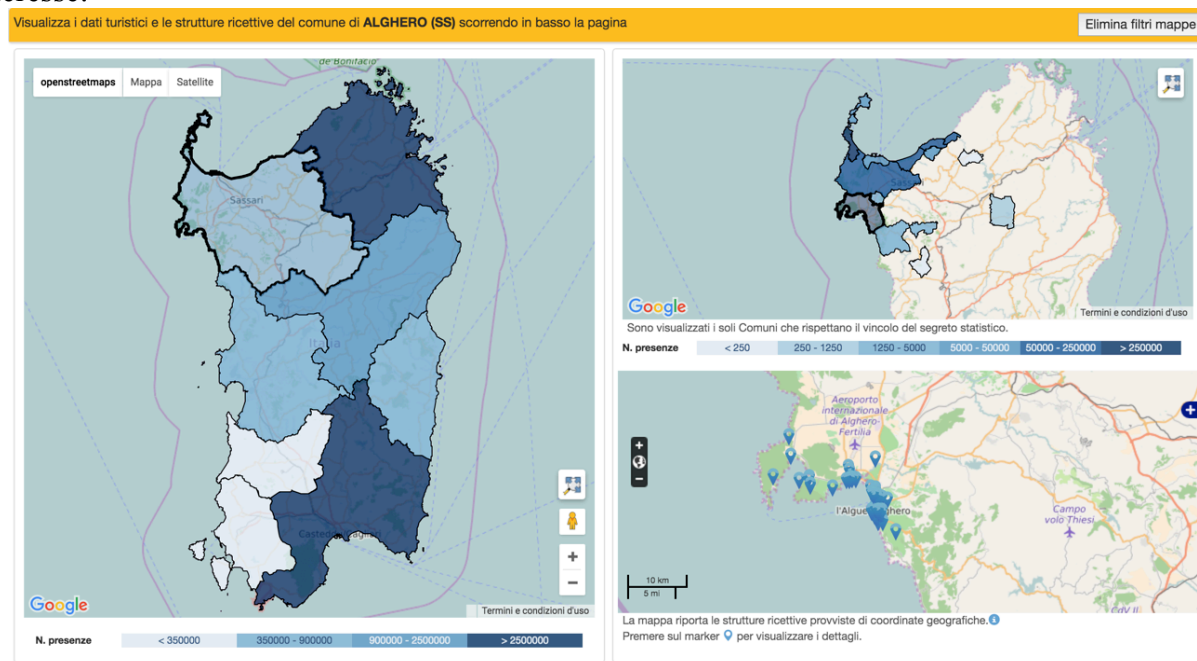 Visualizza i dati turistici e le strutture ricettive del comune di ALGHERO (SS) scorrendo in basso la pagina
Elimina filtri mappe
openstreetmaps
Mappa
Satellite
de Bonifacio
Sassari
Italia
Google
Termini e condizioni d'uso
N. presenze
< 350000
350000 - 900000
900000 - 2500000
> 2500000
Google
Termini e condizioni d'uso
Sono visualizzati i soli Comuni che rispettano il vincolo del segreto statistico.
N. presenze
< 250
250 - 1250
1250 - 5000
5000 - 50000
50000 - 250000
> 250000
Aeroporto
internazionale
di Alghero-
Fertilia
Campo
volo Thiesi
10 km
5 mi
La mappa riporta le strutture ricettive provviste di coordinate geografiche.
Premere sul marker per visualizzare i dettagli.